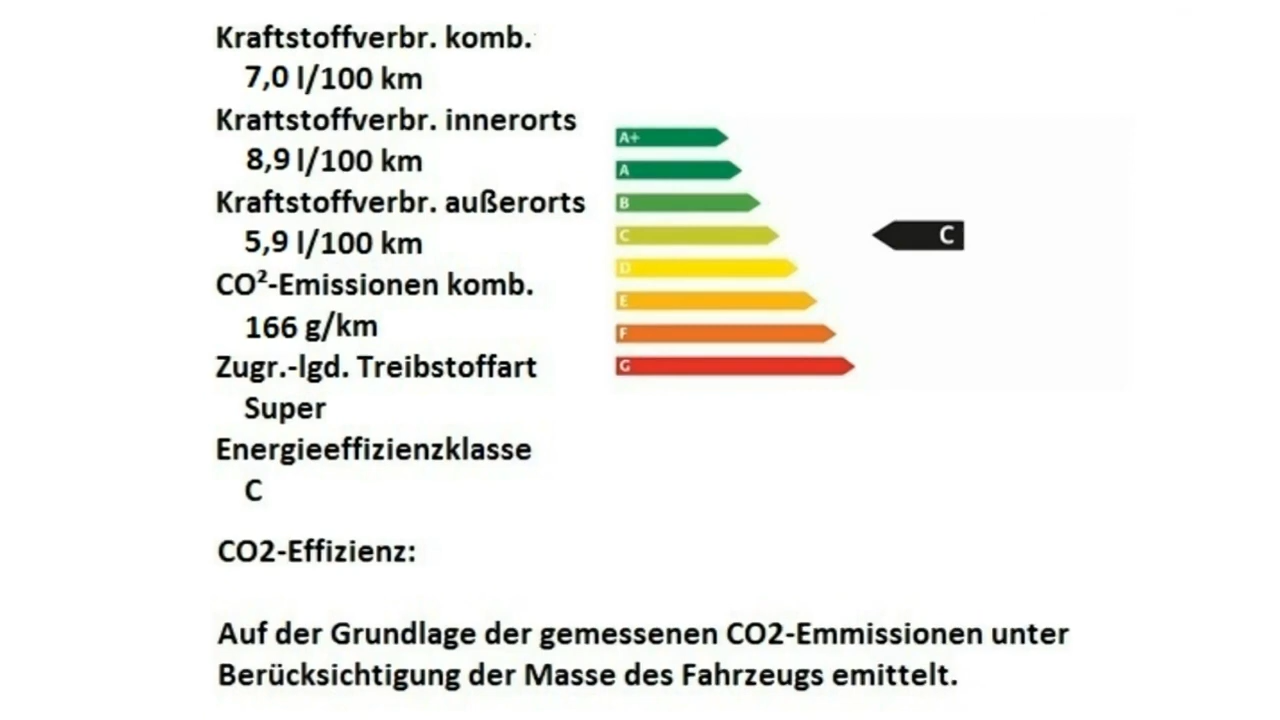 Kraftstoffverbr. komb.
7,0 l/100 km
Krattstoffverbr. innerorts
8,9 l/100 km
Kraftstoffverbr. außerorts
5,9 l/100 km
CO²-Emissionen komb.
166 g/km
Zugr.-lgd. Treibstoffart
Super
Energieeffizienzklasse
C
A+
A
B
C
C
D
E
F
G
CO2-Effizienz:
Auf der Grundlage der gemessenen CO2-Emmissionen unter
Berücksichtigung der Masse des Fahrzeugs emittelt.